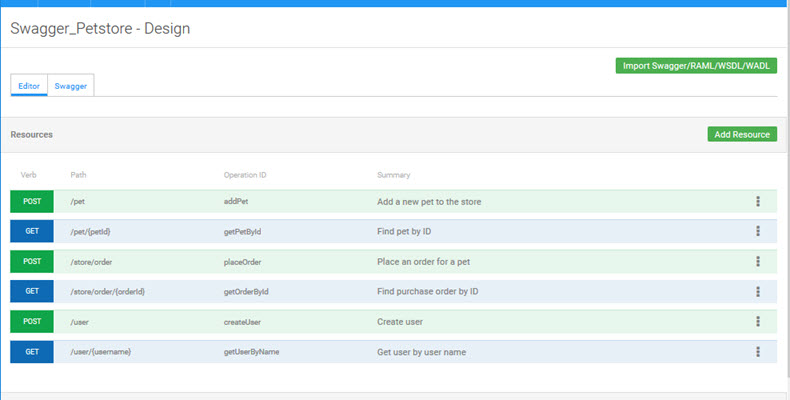 Swagger_Petstore - Design
Import Swagger/RAML/WSDL/WADL
Editor Swagger
Resources Add Resource
Verb Path Operation ID Summary
POST /pet addPet Add a new pet to the store
GET /pet/{petId} getPetById Find pet by ID
POST /store/order placeOrder Place an order for a pet
GET /store/order/{orderId} getOrderById Find purchase order by ID
POST /user createUser Create user
GET /user/{username} getUserByName Get user by user name